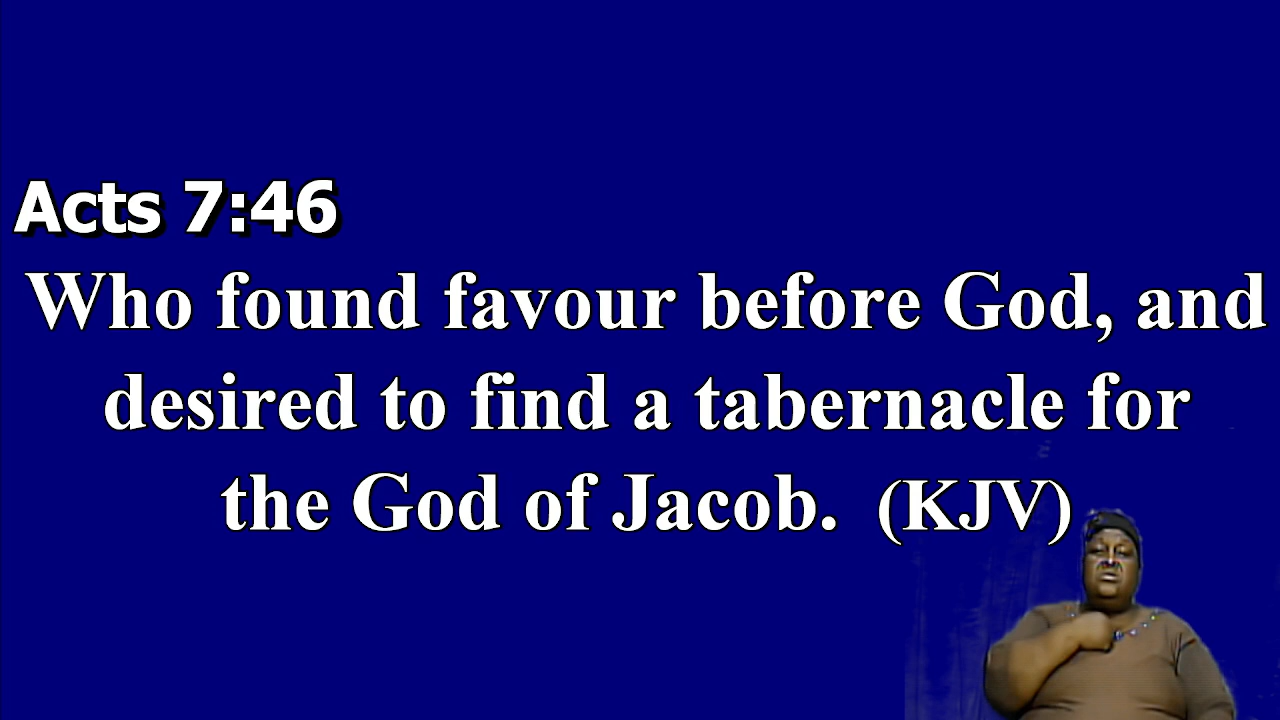 Acts 7:46
Who found favour before God, and
desired to find a tabernacle for
the God of Jacob. (KJV)